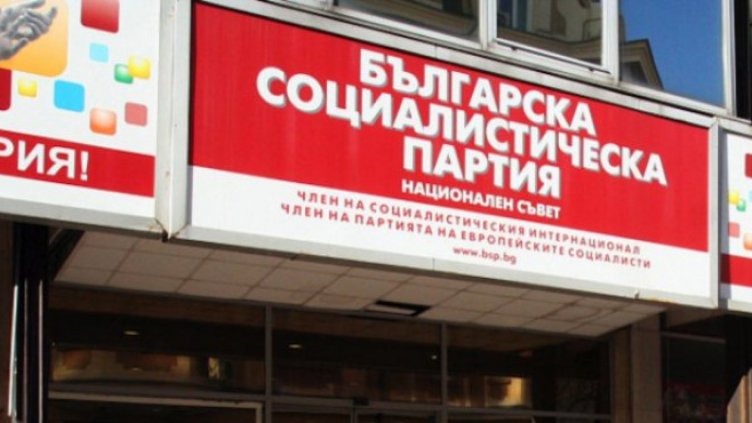 РИЯ!
БЪЛГАРСКА
СОЦИАЛИСТИЧЕСКА
ПАРТИЯ
НАЦИОНАЛЕН СЪВЕТ
ЧЛЕН НА СОЦИАЛИСТИЧЕСКИЯ ИНТЕРНАЦИОНАЛ
ЧЛЕН НА ПАРТИЯТА НА ЕВРОПЕЙСКИТЕ СОЦИАЛИСТИ
www.bsp.bg